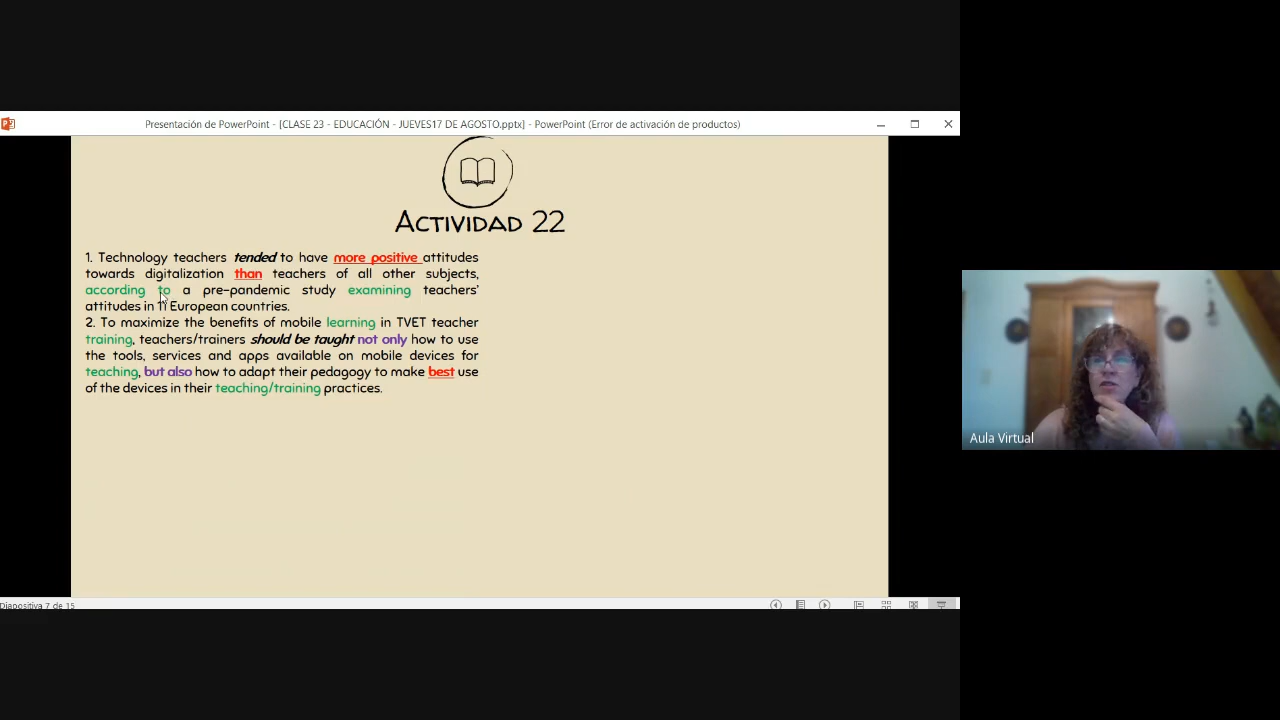 Presentación de PowerPoint - [CLASE 23 - EDUCACIÓN - JUEVES17 DE AGOSTO.pptx] - PowerPoint (Error de activación de productos)
ACTIVIDAD 22
1. Technology teachers tended to have more positive attitudes
towards digitalization than teachers of all other subjects,
according to a pre-pandemic study examining teachers'
attitudes in 11 European countries.
2. To maximize the benefits of mobile learning in TVET teacher
training, teachers/trainers should be taught not only how to use
the tools, services and apps available on mobile devices for
teaching, but also how to adapt their pedagogy to make best use
of the devices in their teaching/training practices.
Aula Virtual
Diapositiva 7 de 15